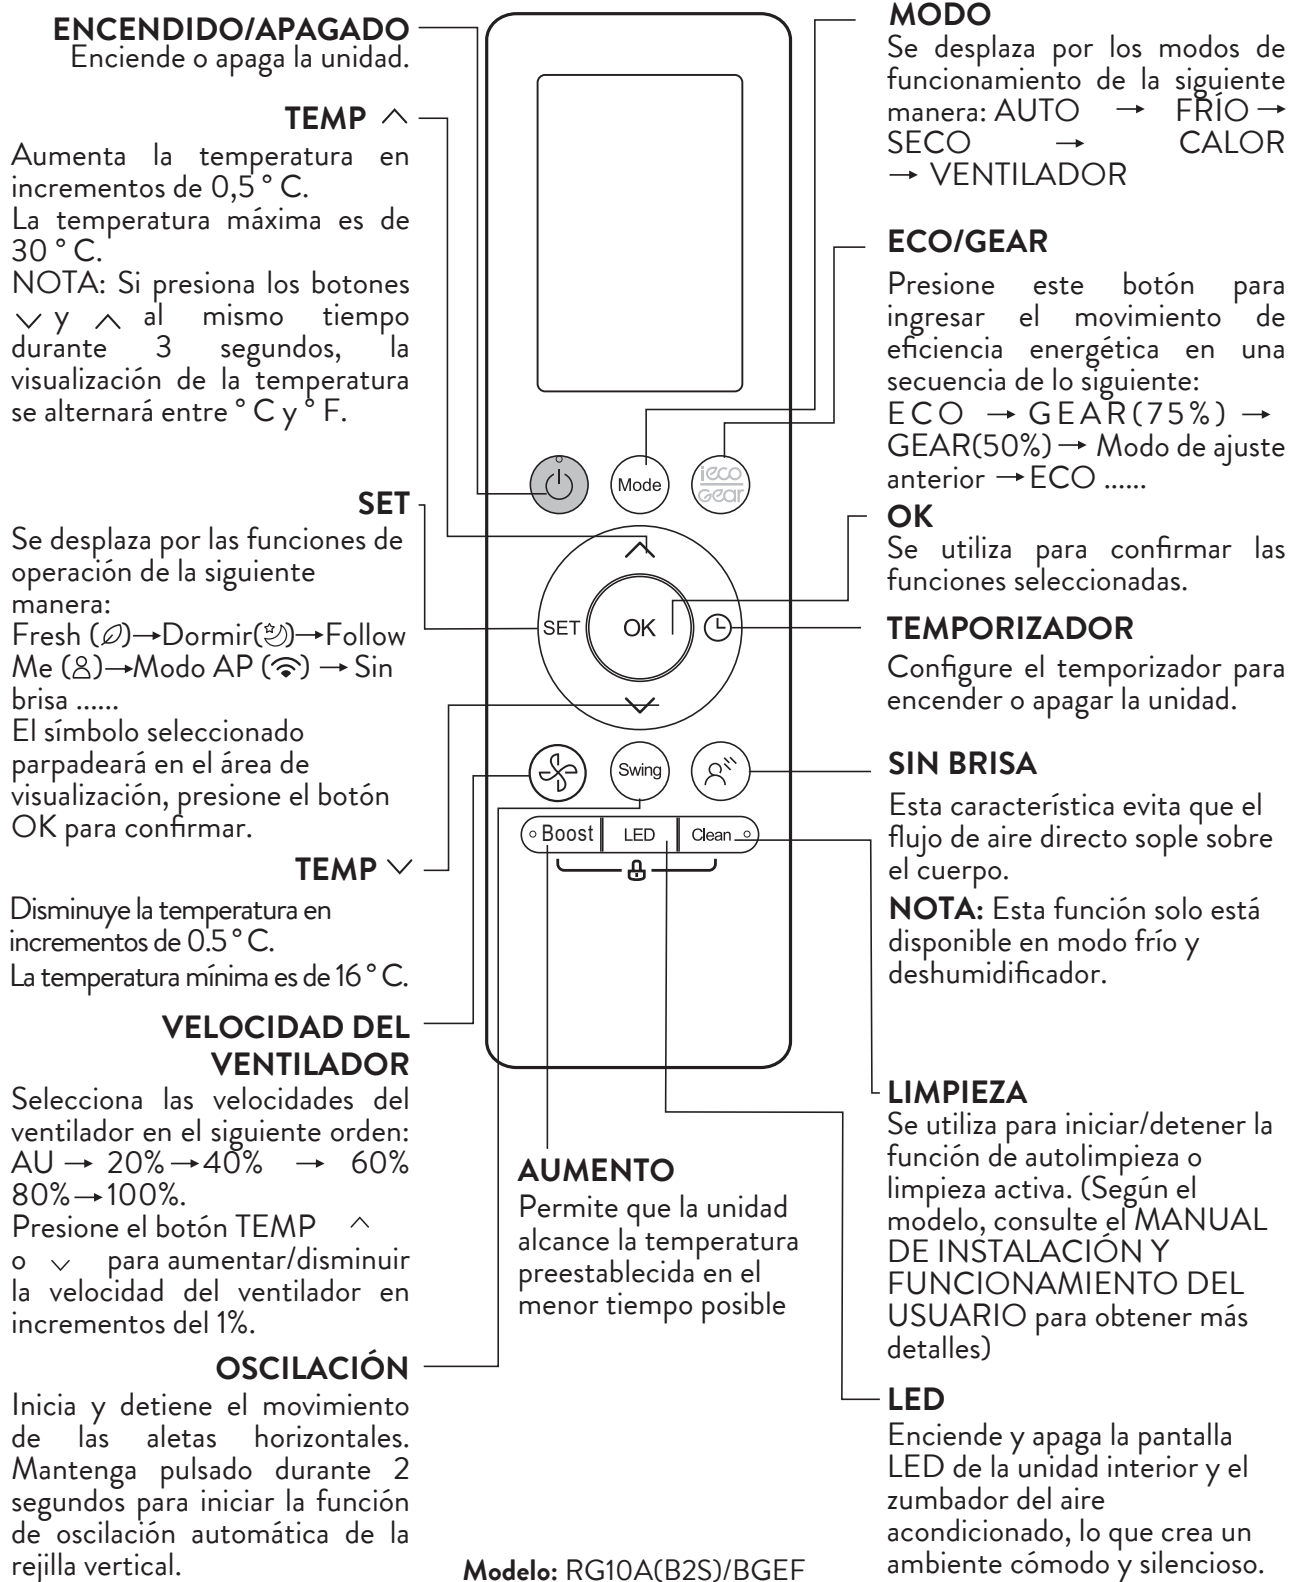 ENCENDIDO/APAGADO
Enciende o apaga la unidad.
TEMP ︿
Aumenta la temperatura en
incrementos de 0,5 ° C.
La temperatura máxima es de
30 ° C.
NOTA: Si presiona los botones
﹀ y ︿ al mismo tiempo
durante 3 segundos, la
visualización de la temperatura
se alternará entre ° C y ° F.
SET
Se desplaza por las funciones de
operación de la siguiente
manera:
Fresh ( )→Dormir( )→Follow
Me ( )→Modo AP ( ) → Sin
brisa ......
El símbolo seleccionado
parpadeará en el área de
visualización, presione el botón
OK para confirmar.
TEMP ﹀
Disminuye la temperatura en
incrementos de 0.5 ° C.
La temperatura mínima es de 16 ° C.
VELOCIDAD DEL
VENTILADOR
Selecciona las velocidades del
ventilador en el siguiente orden:
AU → 20% →40% → 60%
80%→100%.
Presione el botón TEMP ︿
o ﹀ para aumentar/disminuir
la velocidad del ventilador en
incrementos del 1%.
OSCILACIÓN
Inicia y detiene el movimiento
de las aletas horizontales.
Mantenga pulsado durante 2
segundos para iniciar la función
de oscilación automática de la
rejilla vertical.
Mode
ieco
Gear
SET
OK
Swing
Boost
LED
Clean
AUMENTO
Permite que la unidad
alcance la temperatura
preestablecida en el
menor tiempo posible
Modelo: RG10A(B2S)/BGEF
MODO
Se desplaza por los modos de
funcionamiento de la siguiente
manera: AUTO → FRÍO →
SECO → CALOR
→ VENTILADOR
ECO/GEAR
Presione este botón para
ingresar el movimiento de
eficiencia energética en una
secuencia de lo siguiente:
ECO → GEAR(75%) →
GEAR(50%) → Modo de ajuste
anterior →ECO ......
OK
Se utiliza para confirmar las
funciones seleccionadas.
TEMPORIZADOR
Configure el temporizador para
encender o apagar la unidad.
SIN BRISA
Esta característica evita que el
flujo de aire directo sople sobre
el cuerpo.
NOTA: Esta función solo está
disponible en modo frío y
deshumidificador.
LIMPIEZA
Se utiliza para iniciar/detener la
función de autolimpieza o
limpieza activa. (Según el
modelo, consulte el MANUAL
DE INSTALACIÓN Y
FUNCIONAMIENTO DEL
USUARIO para obtener más
detalles)
LED
Enciende y apaga la pantalla
LED de la unidad interior y el
zumbador del aire
acondicionado, lo que crea un
ambiente cómodo y silencioso.